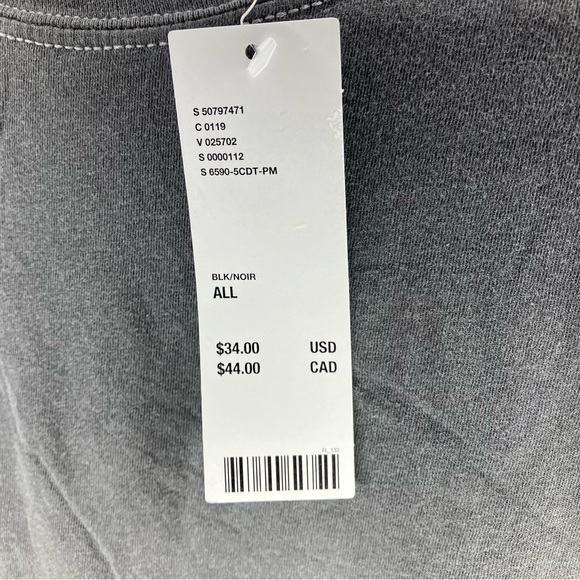 S 50797471
C 0119
V 025702
S 0000112
S 6590-5CDT-PM
BLK/NOIR
ALL
$34.00 USD
$44.00 CAD